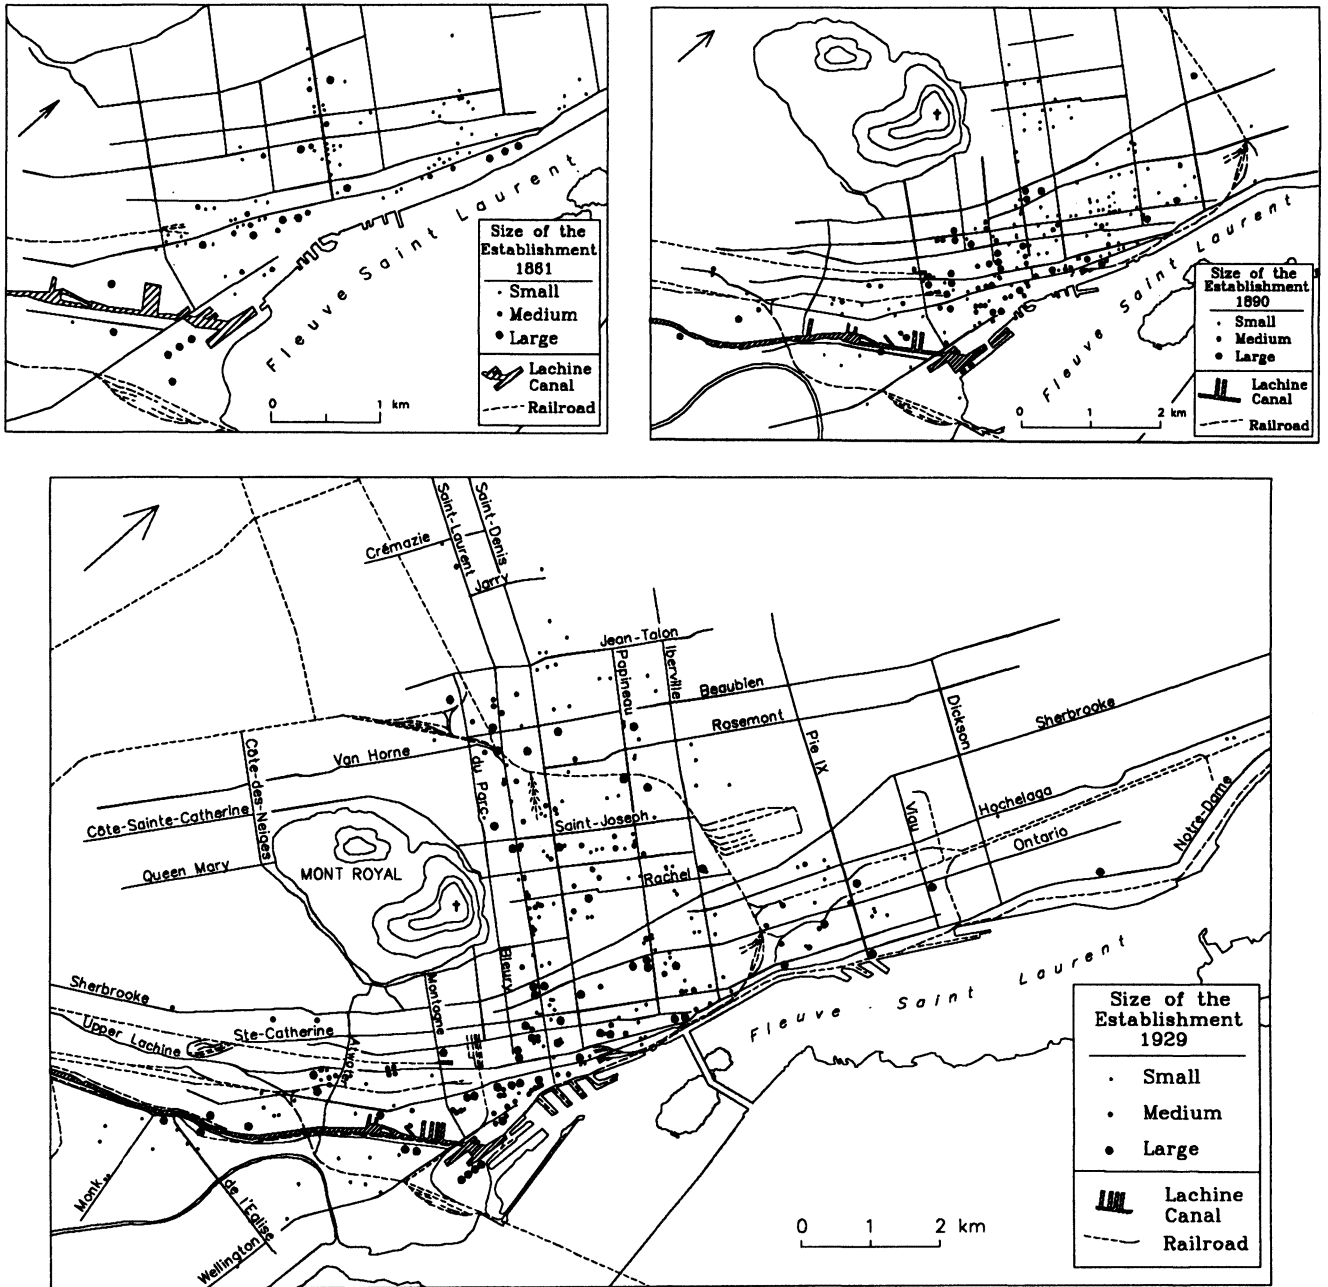 Fleuve Saint Laurent
Size of the
Establishment
1861
Small
Medium
Large
Lachine
Canal
Railroad
0 1 km
Fleuve Saint Laurent
Size of the
Establishment
1890
Small
Medium
Large
Lachine
Canal
Railroad
0 1 2 km
Saint-Laurent
Saint-Denis
Crémazie
Jarry
Jean-Talon
Papineau
Iberville
Beaubien
Rosemont
Pie IX
Dickson
Sherbrooke
Côte-des-Neiges
Van Horne
du Parc
Côte-Sainte-Catherine
Saint-Joseph
Viau
Hochelaga
Notre-Dame
Ontario
Queen Mary
MONT ROYAL
Rachel
Bleury
Montagne
Sherbrooke
Upper Lachine
Ste-Catherine
Atwater
Fleuve Saint Laurent
Monk
de l'Eglise
Wellington
Size of the
Establishment
1929
Small
Medium
Large
Lachine
Canal
Railroad
0 1 2 km